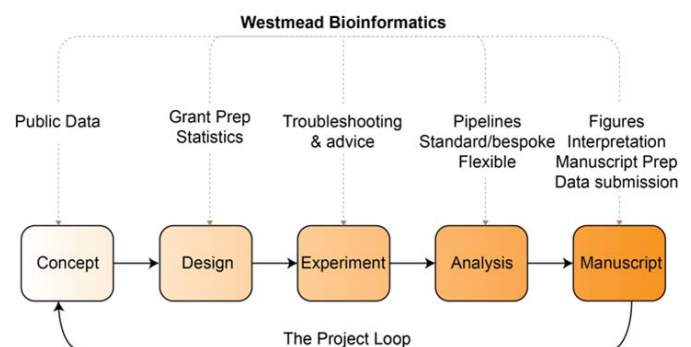 Westmead Bioinformatics
Public Data
Grant Prep
Statistics
Troubleshooting
& advice
Pipelines
Standard/bespoke
Flexible
Figures
Interpretation
Manuscript Prep
Data submission
Concept
Design
Experiment
Analysis
Manuscript
The Project Loop